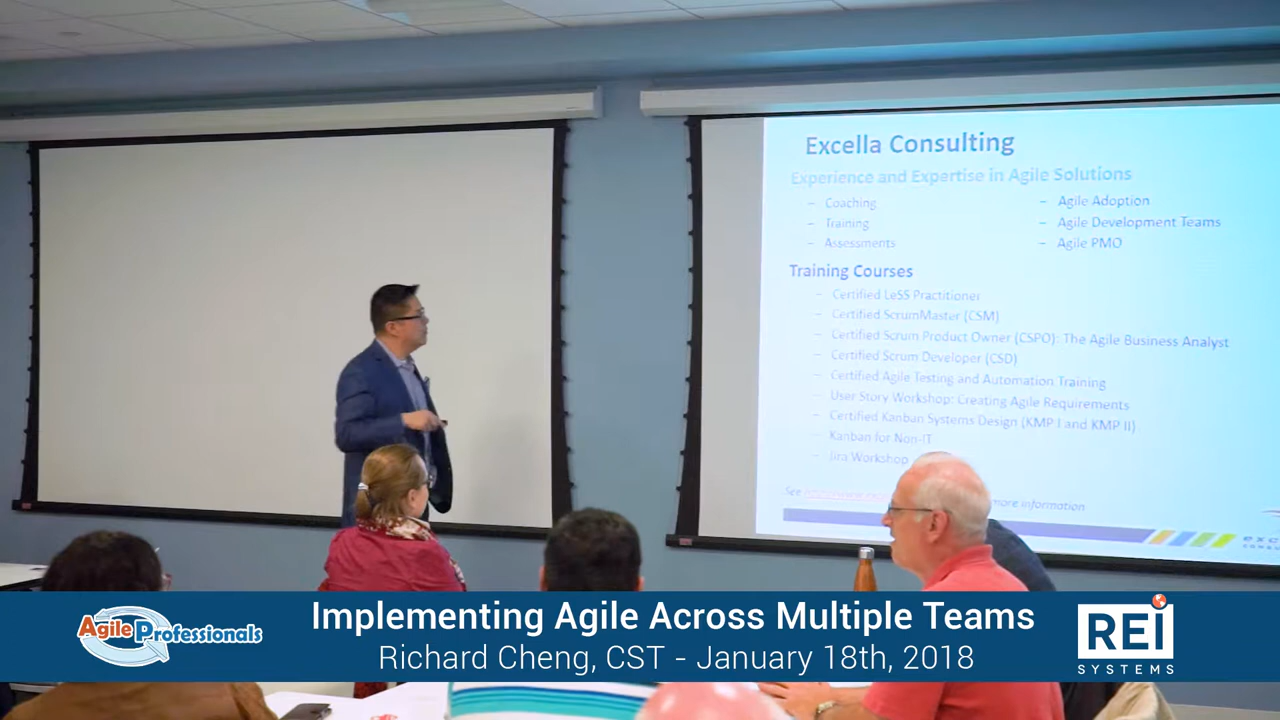 Excella Consulting
Experience and Expertise in Agile Solutions
– Coaching
– Training
– Assessments
– Agile Adoption
– Agile Development Teams
– Agile PMO
Training Courses
– Certified LeSS Practitioner
– Certified ScrumMaster (CSM)
– Certified Scrum Product Owner (CSPO): The Agile Business Analyst
– Certified Scrum Developer (CSD)
– Certified Agile Testing and Automation Training
– User Story Workshop: Creating Agile Requirements
– Certified Kanban Systems Design (KMP I and KMP II)
– Kanban for Non-IT
– Jira Workshop
See more information
AgileProfessionals
Implementing Agile Across Multiple Teams
Richard Cheng, CST - January 18th, 2018
REI
SYSTEMS